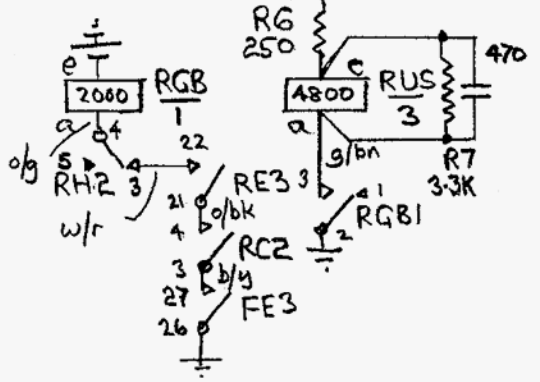 R6
250
e
2000
RGB
1
a
4
o/g
5
RH2
3
w/r
22
21
RE3
o/bk
4
RCZ
3
b/y
27
FE3
26
e
4800
RUS
3
a
g/bn
470
R7
3.3K
3
1
RGB1
2